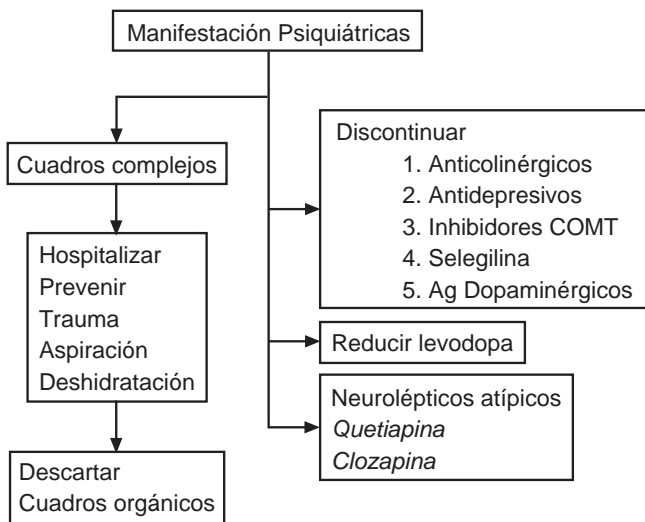 Manifestación Psiquiátricas
Cuadros complejos
Hospitalizar
Prevenir
Trauma
Aspiración
Deshidratación
Descartar
Cuadros orgánicos
Discontinuar
1. Anticolinérgicos
2. Antidepresivos
3. Inhibidores COMT
4. Selegilina
5. Ag Dopaminérgicos
Reducir levodopa
Neurolépticos atípicos
Quetiapina
Clozapina